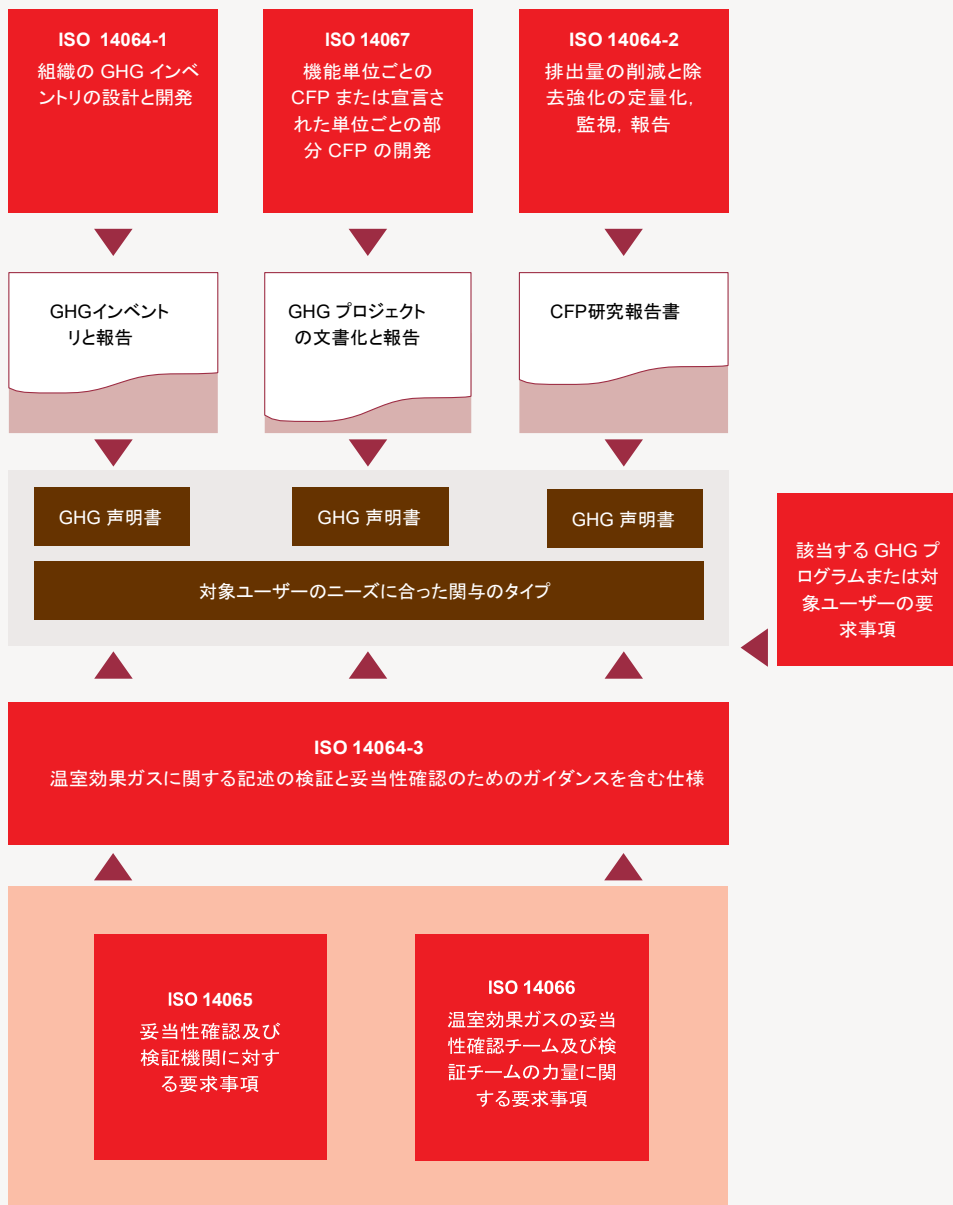 ISO 14064-1
組織の GHG インベ
ントリの設計と開発
ISO 14067
機能単位ごとの
CFP または宣言さ
れた単位ごとの部
分 CFP の開発
ISO 14064-2
排出量の削減と除
去強化の定量化,
監視, 報告
GHGインベント
リと報告
GHG プロジェクト
の文書化と報告
CFP研究報告書
GHG 声明書
GHG 声明書
GHG 声明書
対象ユーザーのニーズに合った関与のタイプ
該当する GHG プ
ログラムまたは対
象ユーザーの要
求事項
ISO 14064-3
温室効果ガスに関する記述の検証と妥当性確認のためのガイダンスを含む仕様
ISO 14065
妥当性確認及び
検証機関に対す
る要求事項
ISO 14066
温室効果ガスの妥当
性確認チーム及び検
証チームの力量に関
する要求事項